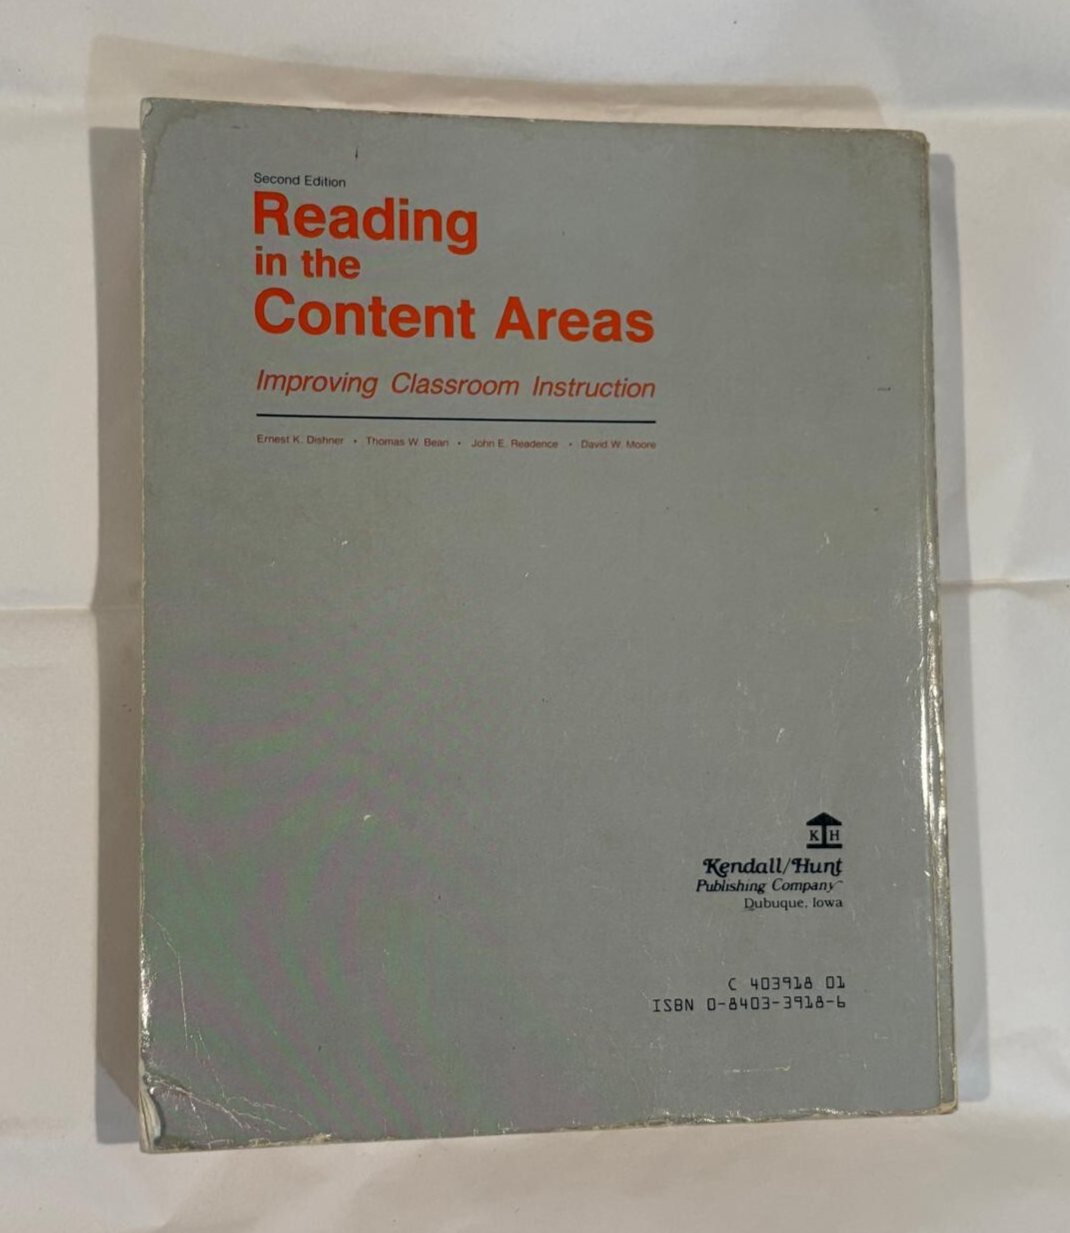 Second Edition
Reading
in the
Content Areas
Improving Classroom Instruction
Ernest K. Dishner • Thomas W. Bean • John E. Readence • David W. Moore
K H
Kendall/Hunt
Publishing Company
Dubuque, Iowa
C 403918 01
ISBN 0-8403-3918-6